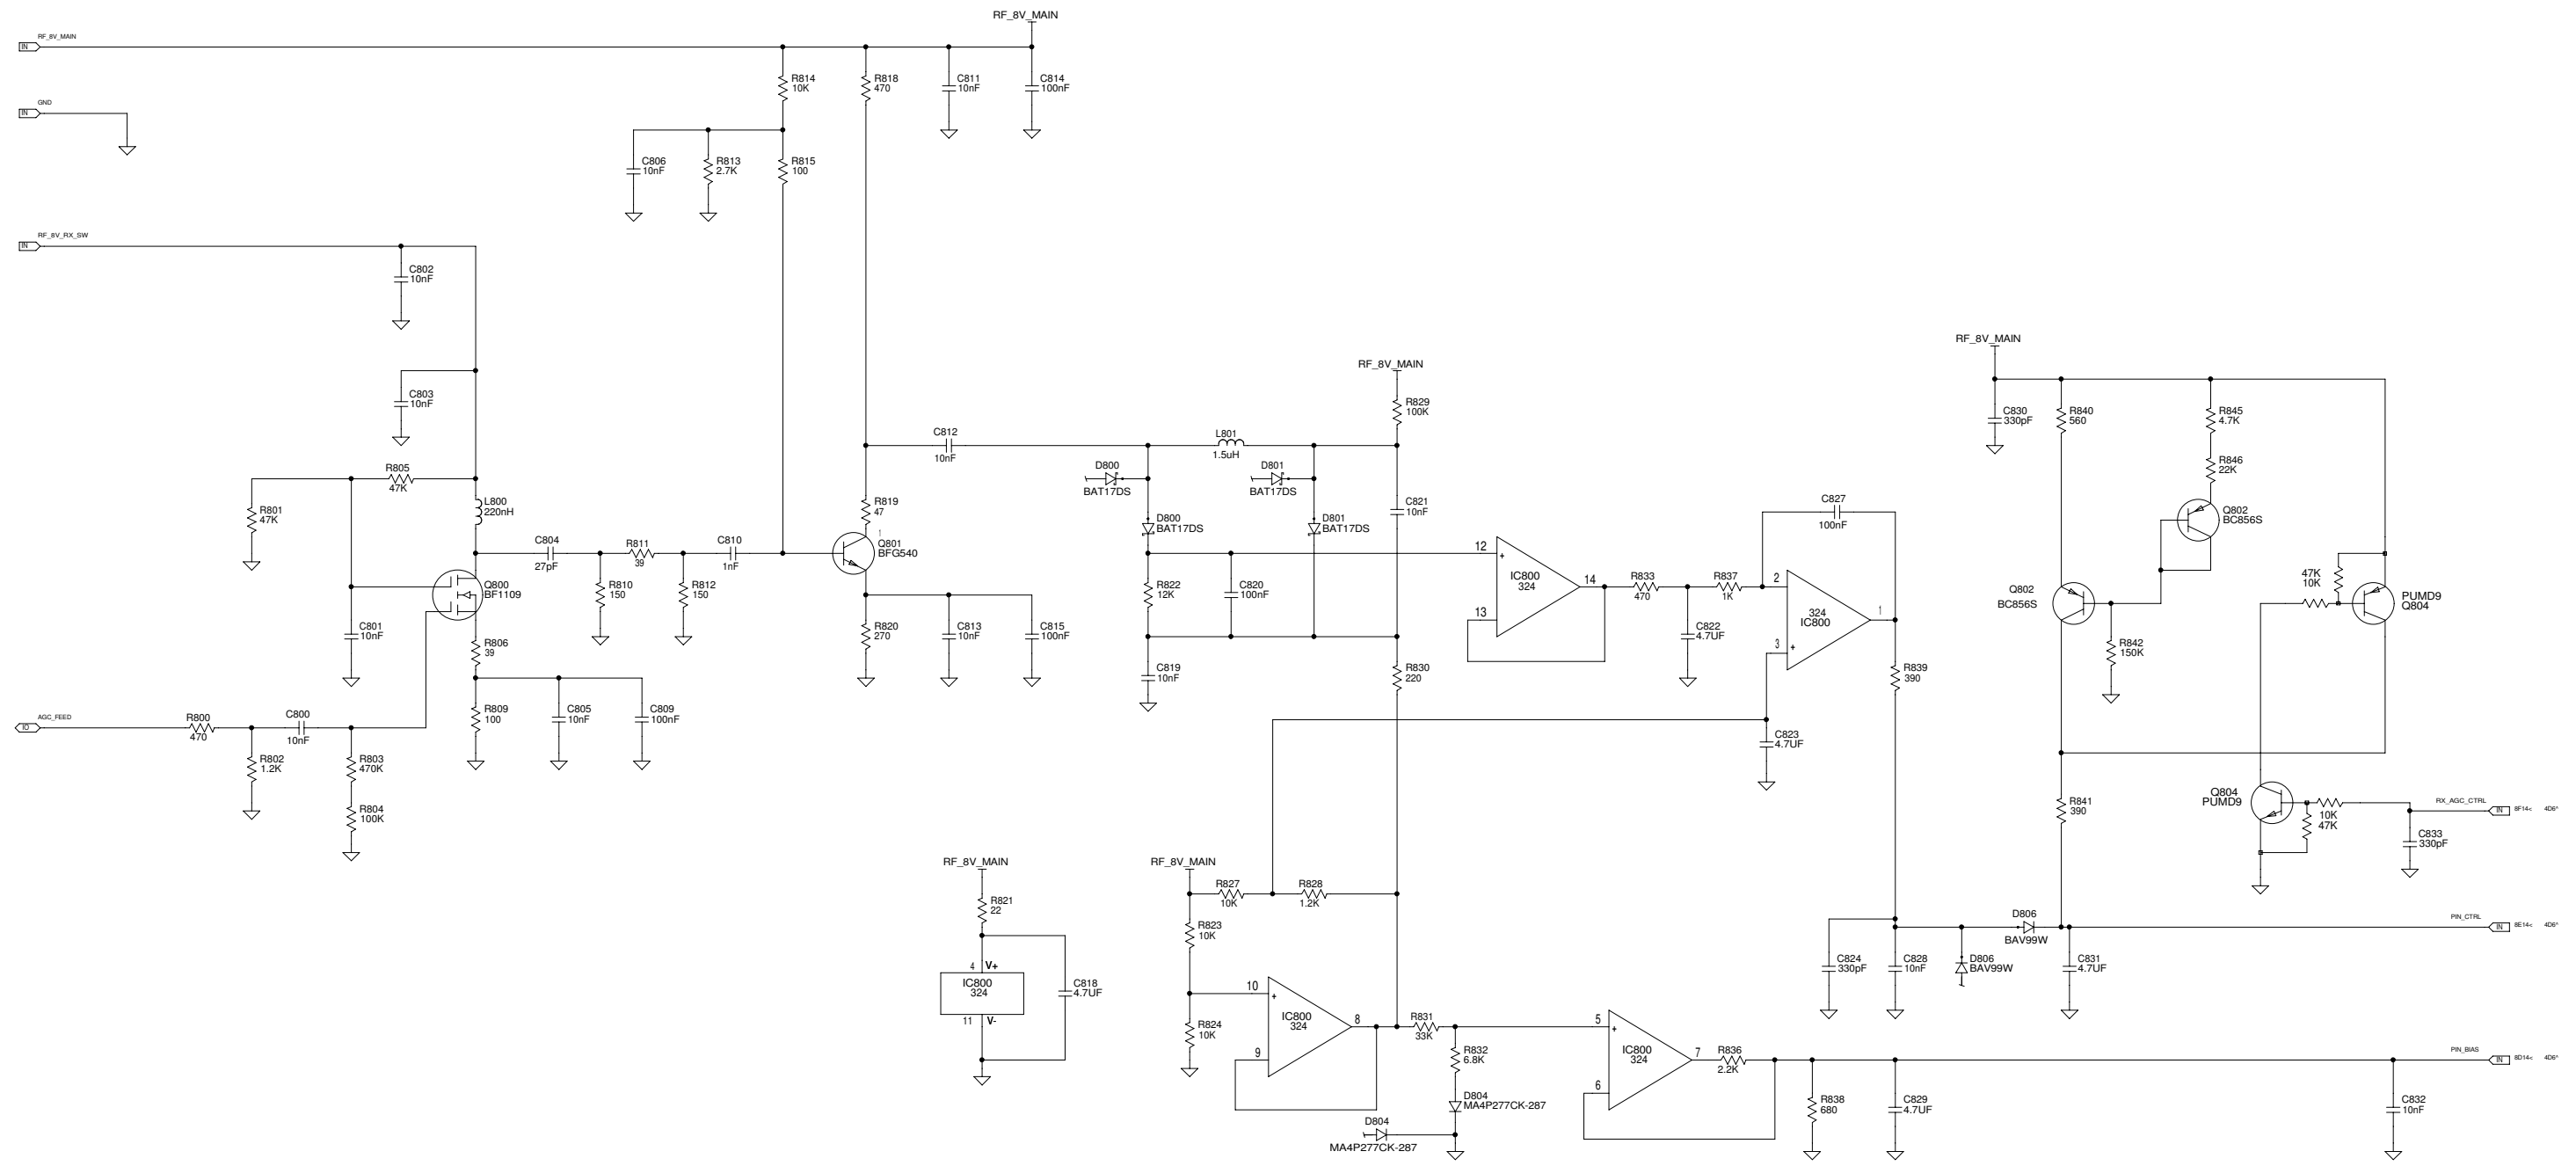 RF_8V_MAIN
RF_8V_MAIN
IN
R814
10K
R818
470
C811
10nF
C814
100nF
GND
IN
C806
10nF
R813
2.7K
R815
100
RF_8V_RX_SW
IN
C802
10nF
C803
10nF
R805
47K
R801
47K
L800
220nH
C804
27pF
R811
39
C810
1nF
Q800
BF1109
R810
150
R812
150
C801
10nF
R806
39
R809
100
C805
10nF
C809
100nF
AGC_FEED
IO
R800
470
C800
10nF
R802
1.2K
R803
470K
R804
100K
C812
10nF
R819
47
1
Q801
BFG540
R820
270
C813
10nF
C815
100nF
RF_8V_MAIN
R829
100K
L801
1.5uH
D800
BAT17DS
D801
BAT17DS
D800
BAT17DS
D801
BAT17DS
C821
10nF
R822
12K
C820
100nF
C819
10nF
R830
220
12
+
IC800
324
14
13
R833
470
R837
1K
C822
4.7UF
C827
100nF
2
324
IC800
1
3
+
C823
4.7UF
R839
390
RF_8V_MAIN
C830
330pF
R840
560
R845
4.7K
R846
22K
Q802
BC856S
Q802
BC856S
R842
150K
47K
10K
PUMD9
Q804
R841
390
Q804
PUMD9
10K
47K
RX_AGC_CTRL
IN
8F14<
4D6^
C833
330pF
RF_8V_MAIN
R821
22
4
V+
IC800
324
11
V-
C818
4.7UF
RF_8V_MAIN
R827
10K
R828
1.2K
R823
10K
R824
10K
10
+
IC800
324
8
9
R831
33K
R832
6.8K
D804
MA4P277CK-287
D804
MA4P277CK-287
5
+
IC800
324
7
6
R836
2.2K
C824
330pF
C828
10nF
D806
BAV99W
D806
BAV99W
C831
4.7UF
PIN_CTRL
IN
8E14<
4D6^
PIN_BIAS
IN
8D14<
4D6^
R838
680
C829
4.7UF
C832
10nF